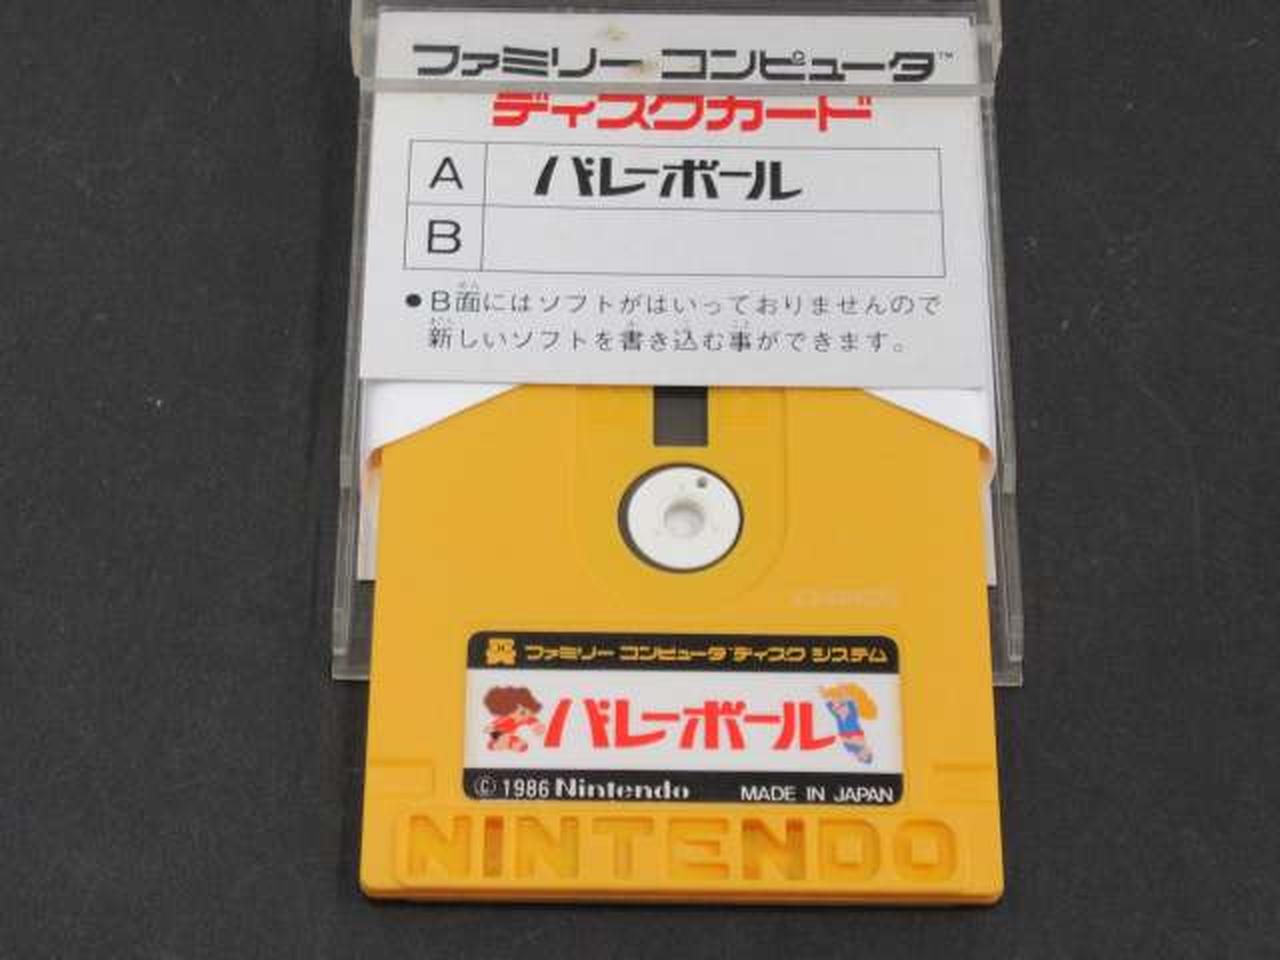 ファミリー コンピュータ™
ディスクカード
A バレーボール
B
●B面にはソフトがはいっておりませんので
新しいソフトを書き込む事ができます。
ファミリー コンピュータ ディスク システム
バレーボール
© 1986 Nintendo MADE IN JAPAN
NINTENDO